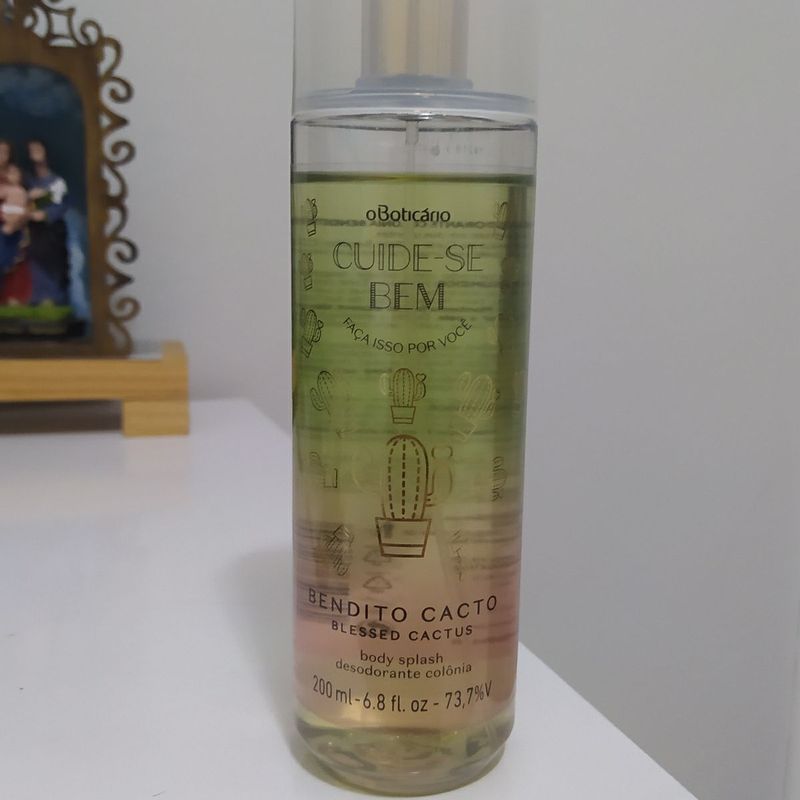 oBoticário
CUIDE-SE
BEM
FAÇA ISSO POR VOCÊ
BENDITO CACTO
BLESSED CACTUS
body splash
desodorante colônia
200 ml - 6.8 fl. oz - 73,7%V